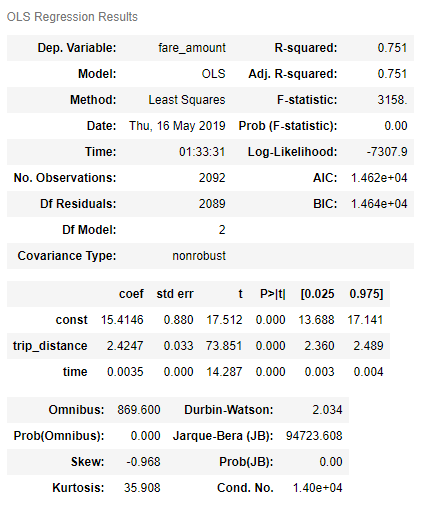 OLS Regression Results
Dep. Variable: fare_amount R-squared: 0.751
Model: OLS Adj. R-squared: 0.751
Method: Least Squares F-statistic: 3158.
Date: Thu, 16 May 2019 Prob (F-statistic): 0.00
Time: 01:33:31 Log-Likelihood: -7307.9
No. Observations: 2092 AIC: 1.462e+04
Df Residuals: 2089 BIC: 1.464e+04
Df Model: 2
Covariance Type: nonrobust
coef std err t P>|t| [0.025 0.975]
const 15.4146 0.880 17.512 0.000 13.688 17.141
trip_distance 2.4247 0.033 73.851 0.000 2.360 2.489
time 0.0035 0.000 14.287 0.000 0.003 0.004
Omnibus: 869.600 Durbin-Watson: 2.034
Prob(Omnibus): 0.000 Jarque-Bera (JB): 94723.608
Skew: -0.968 Prob(JB): 0.00
Kurtosis: 35.908 Cond. No. 1.40e+04